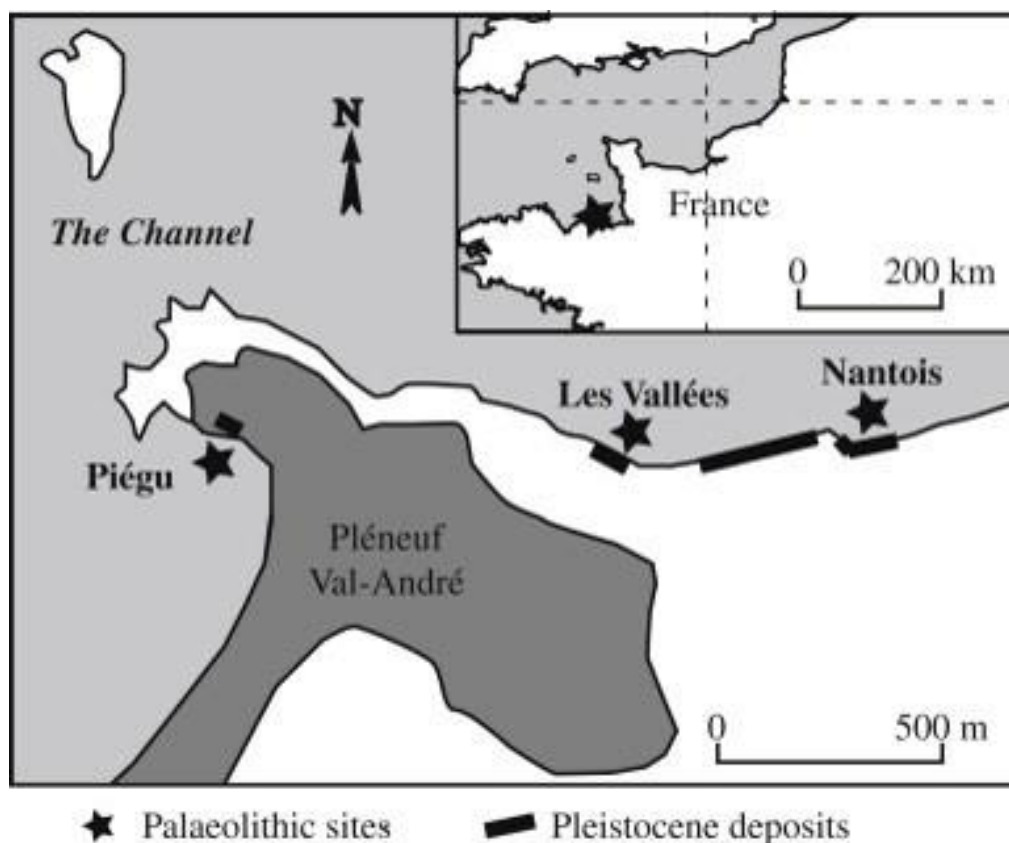 N
The Channel
France
0 200 km
Les Vallées
Nantois
Piégu
Pléneuf
Val-André
0 500 m
Palaeolithic sites
Pleistocene deposits